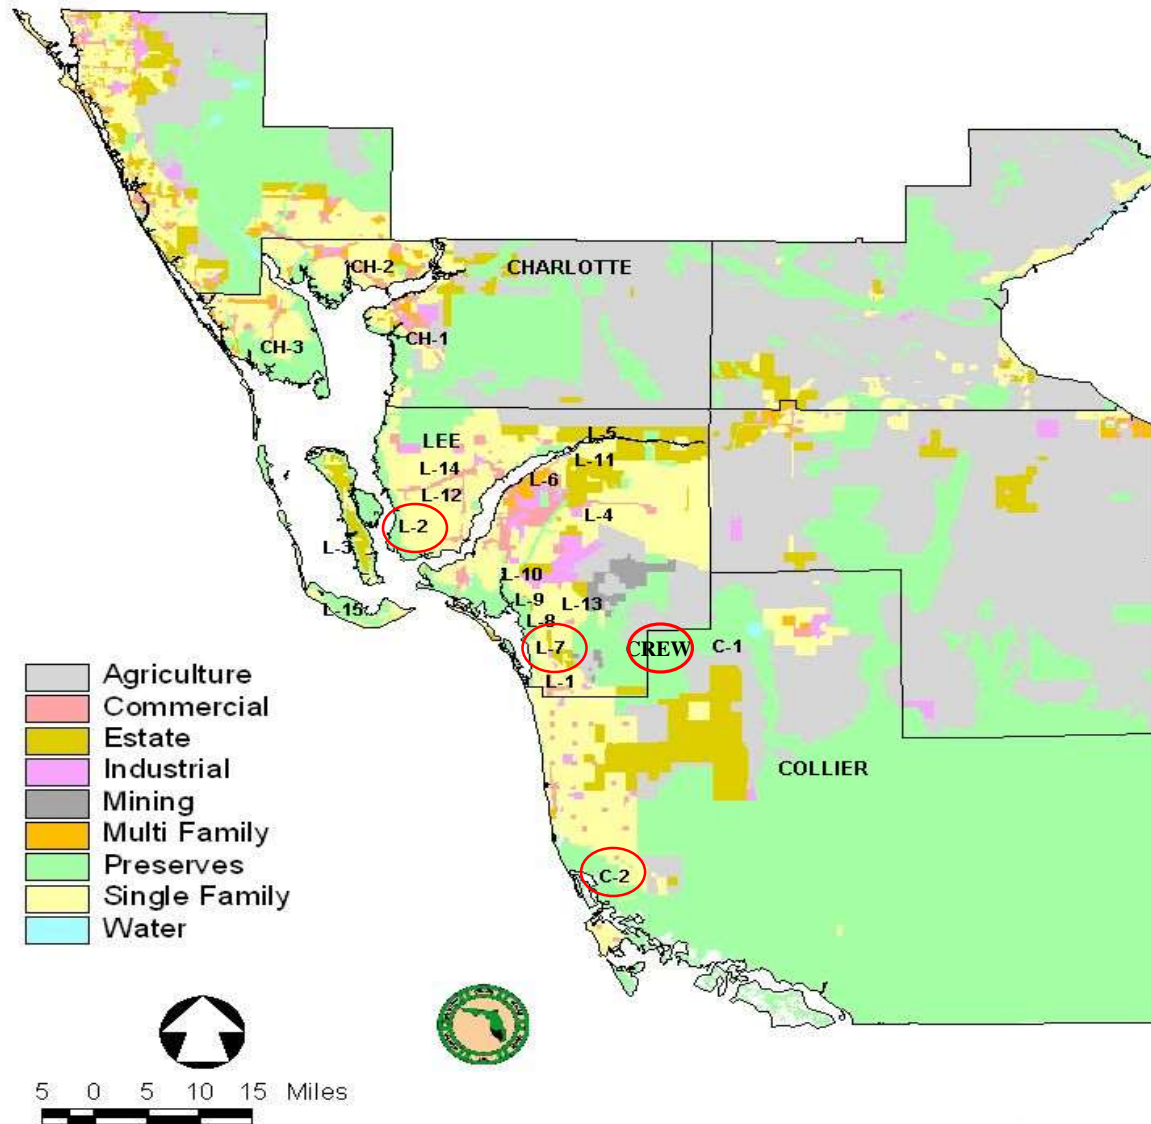 CH-2
CHARLOTTE
CH-1
CH-3
LEE
L-5
L-14
L-11
L-6
L-12
L-4
L-2
L-3
L-10
L-9
L-13
L-15
L-8
L-7
CREW
C-1
L-1
Agriculture
Commercial
Estate
Industrial
Mining
Multi Family
Preserves
Single Family
Water
COLLIER
C-2
5 0 5 10 15 Miles